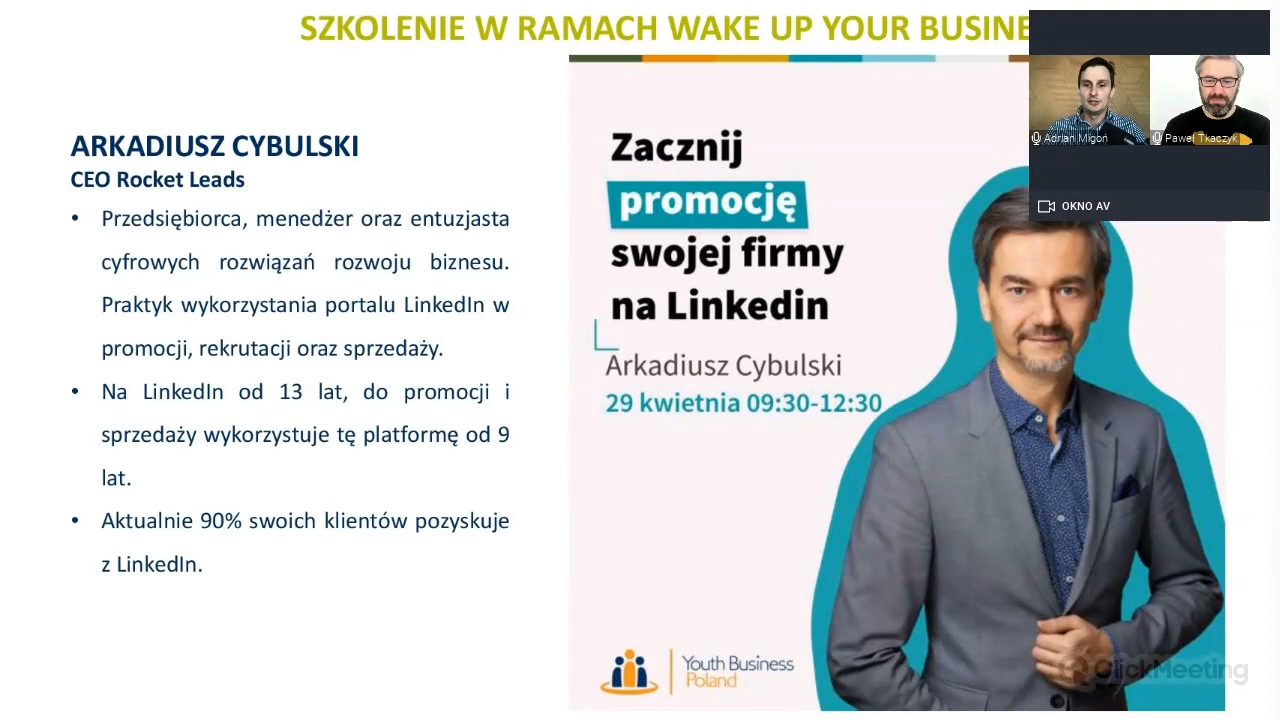 SZKOLENIE W RAMACH WAKE UP YOUR BUSINE
ARKADIUSZ CYBULSKI
CEO Rocket Leads
• Przedsiębiorca, menedżer oraz entuzjasta
cyfrowych rozwiązań rozwoju biznesu.
Praktyk wykorzystania portalu LinkedIn w
promocji, rekrutacji oraz sprzedaży.
• Na LinkedIn od 13 lat, do promocji i
sprzedaży wykorzystuje tę platformę od 9
lat.
• Aktualnie 90% swoich klientów pozyskuje
z LinkedIn.
Zacznij
promocję
swojej firmy
na Linkedin
Arkadiusz Cybulski
29 kwietnia 09:30-12:30
Youth Business
Poland
Adrian Migoń
Paweł Tkaczyk
OKNO AV
ClickMeeting